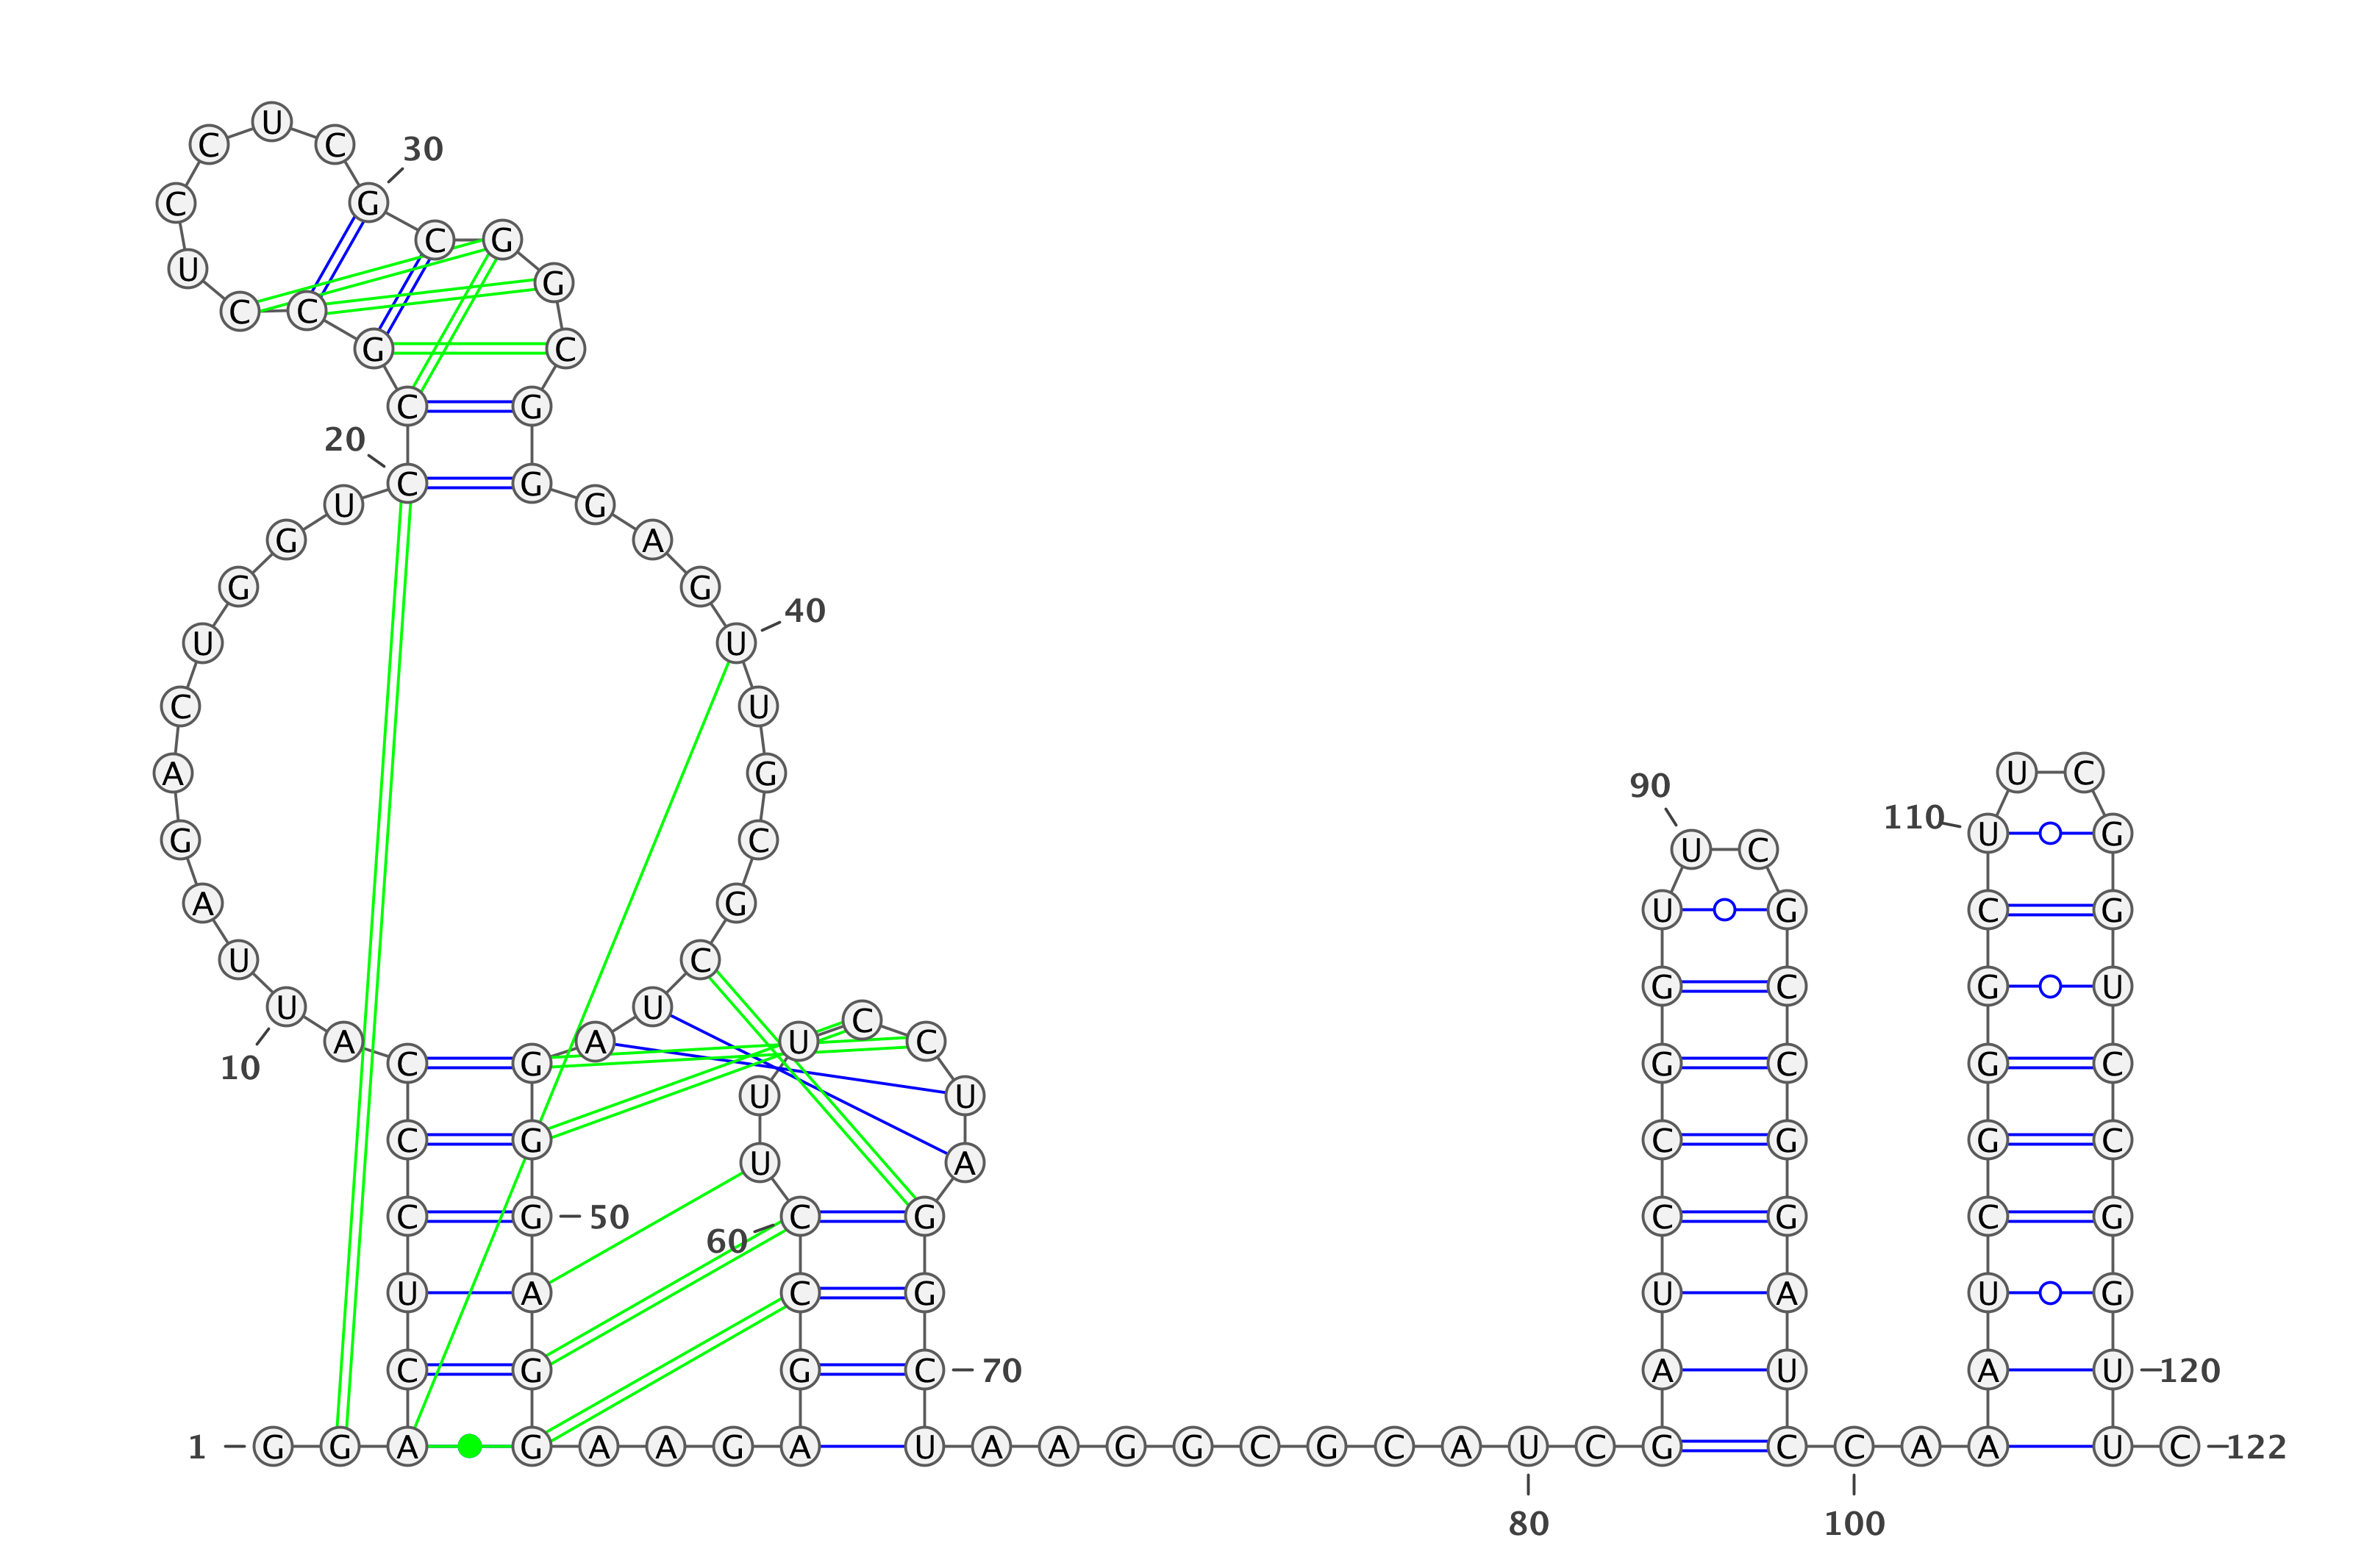 U
C C 30
C G
C G
U G
C C
G C
C G
20
C G
U G
G A
G G
40
U U
C U
A G U C
90
110
U G
G C U C
A G U G C G
U C G C G U
U U
C
A A U C
C G G C G C
10
U U
C G C G G C
U A
C G 50 C G C G C G
60
U A C G U A U G
C G G C 70 A U A U 120
1 G G A G A A G A U A A G G C G C A U C G C C A A U C 122
80 100